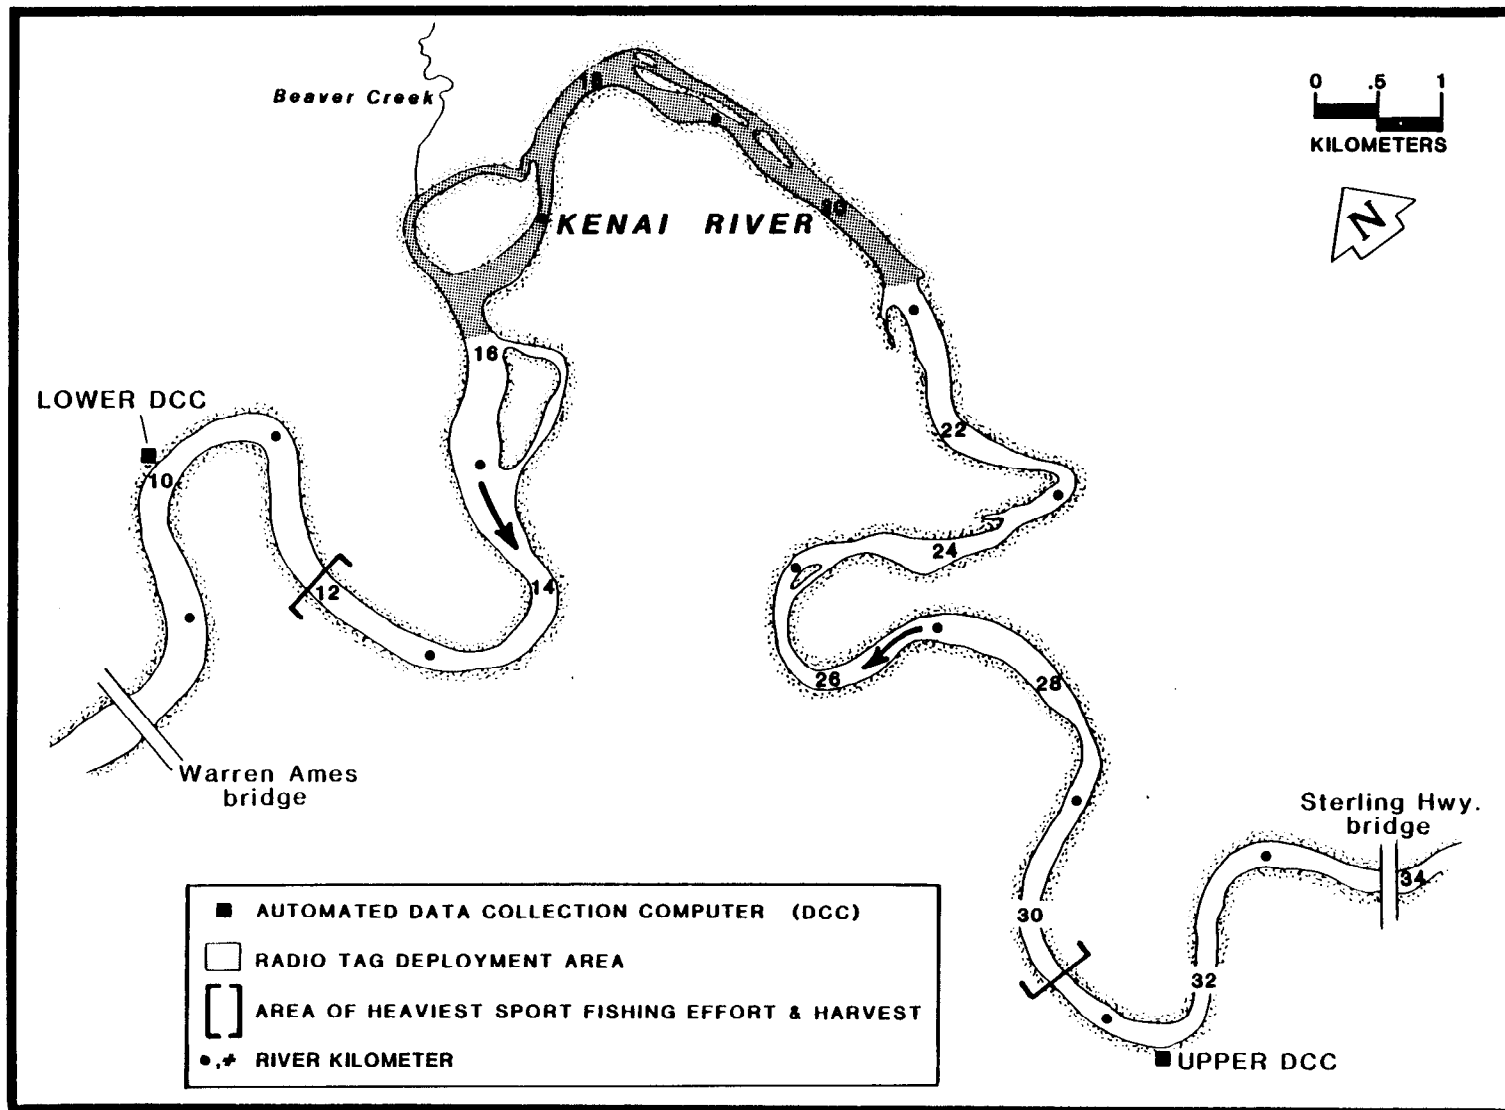 0 .5 1
KILOMETERS
N
Beaver Creek
18
KENAI RIVER
20
16
LOWER DCC
10
22
24
12
14
26
28
Warren Ames
bridge
Sterling Hwy.
bridge
34
30
32
UPPER DCC
AUTOMATED DATA COLLECTION COMPUTER (DCC)
RADIO TAG DEPLOYMENT AREA
AREA OF HEAVIEST SPORT FISHING EFFORT & HARVEST
●,# RIVER KILOMETER